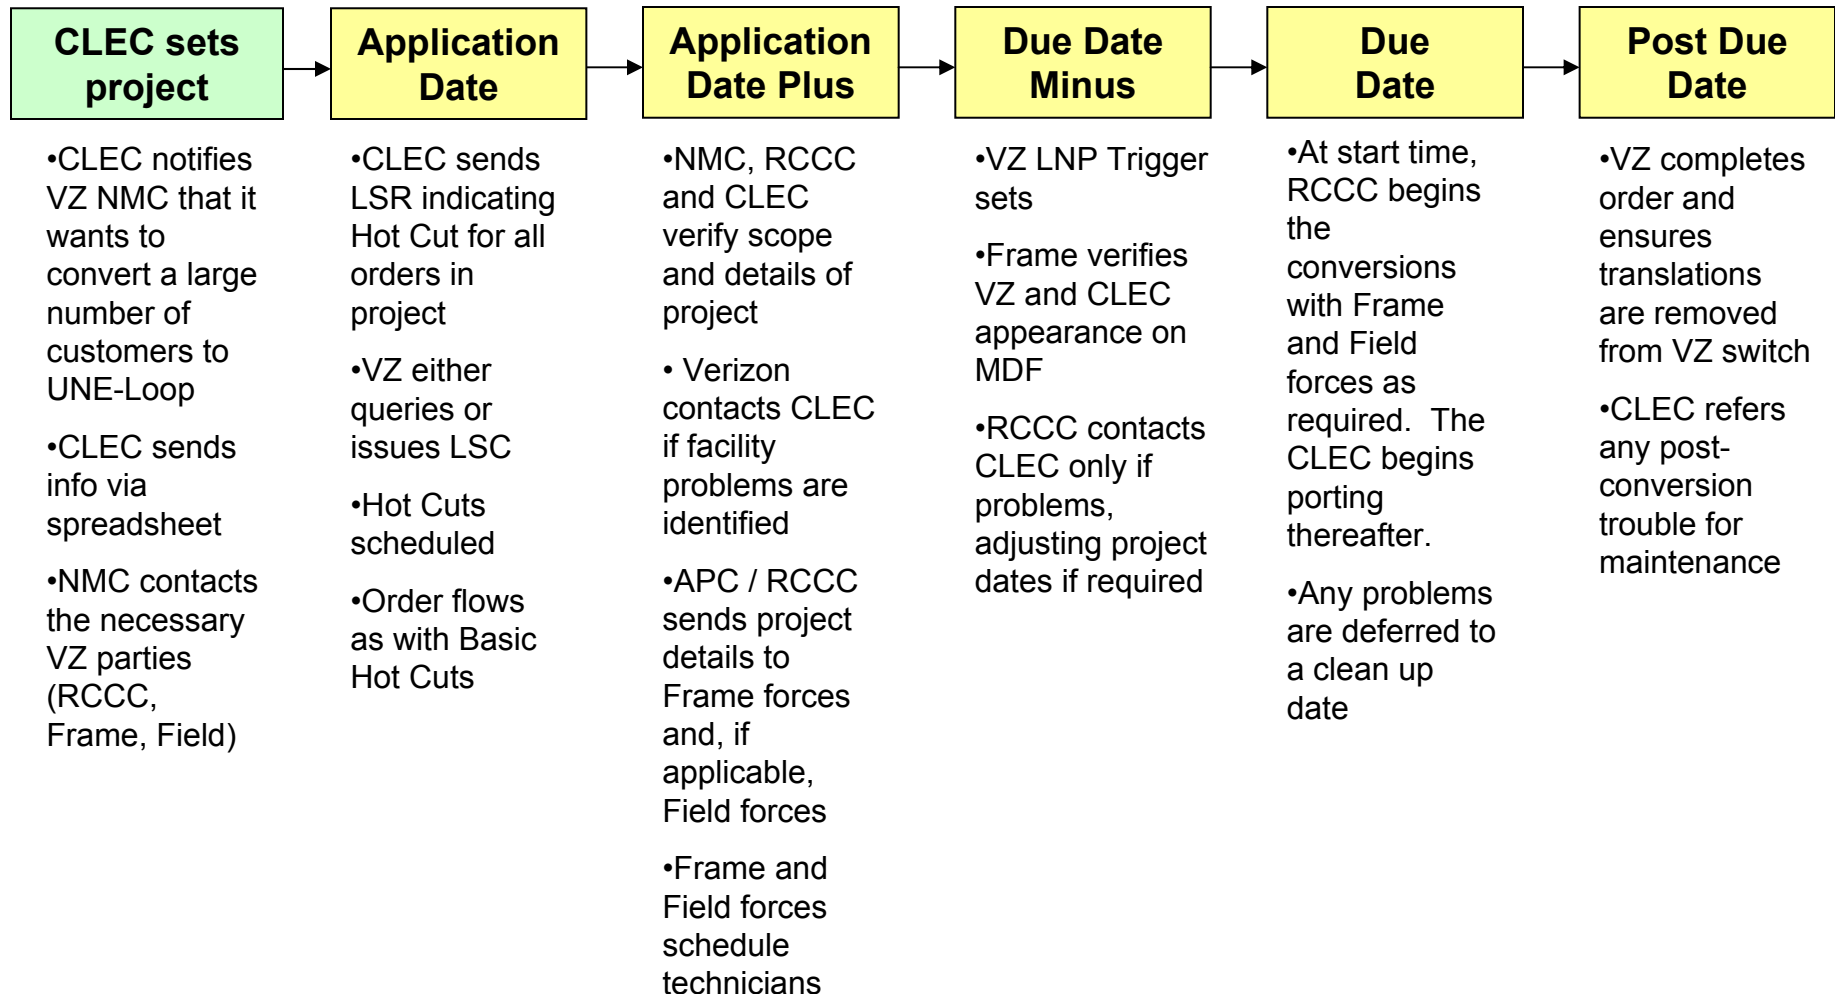 CLEC sets
project
Application
Date
Application
Date Plus
Due Date
Minus
Due
Date
Post Due
Date
•CLEC notifies
VZ NMC that it
wants to
convert a large
number of
customers to
UNE-Loop
•CLEC sends
info via
spreadsheet
•NMC contacts
the necessary
VZ parties
(RCCC,
Frame, Field)
•CLEC sends
LSR indicating
Hot Cut for all
orders in
project
•VZ either
queries or
issues LSC
•Hot Cuts
scheduled
•Order flows
as with Basic
Hot Cuts
•NMC, RCCC
and CLEC
verify scope
and details of
project
• Verizon
contacts CLEC
if facility
problems are
identified
•APC / RCCC
sends project
details to
Frame forces
and, if
applicable,
Field forces
•Frame and
Field forces
schedule
technicians
•VZ LNP Trigger
sets
•Frame verifies
VZ and CLEC
appearance on
MDF
•RCCC contacts
CLEC only if
problems,
adjusting project
dates if required
•At start time,
RCCC begins
the
conversions
with Frame
and Field
forces as
required.  The
CLEC begins
porting
thereafter.
•Any problems
are deferred to
a clean up
date
•VZ completes
order and
ensures
translations
are removed
from VZ switch
•CLEC refers
any post-
conversion
trouble for
maintenance